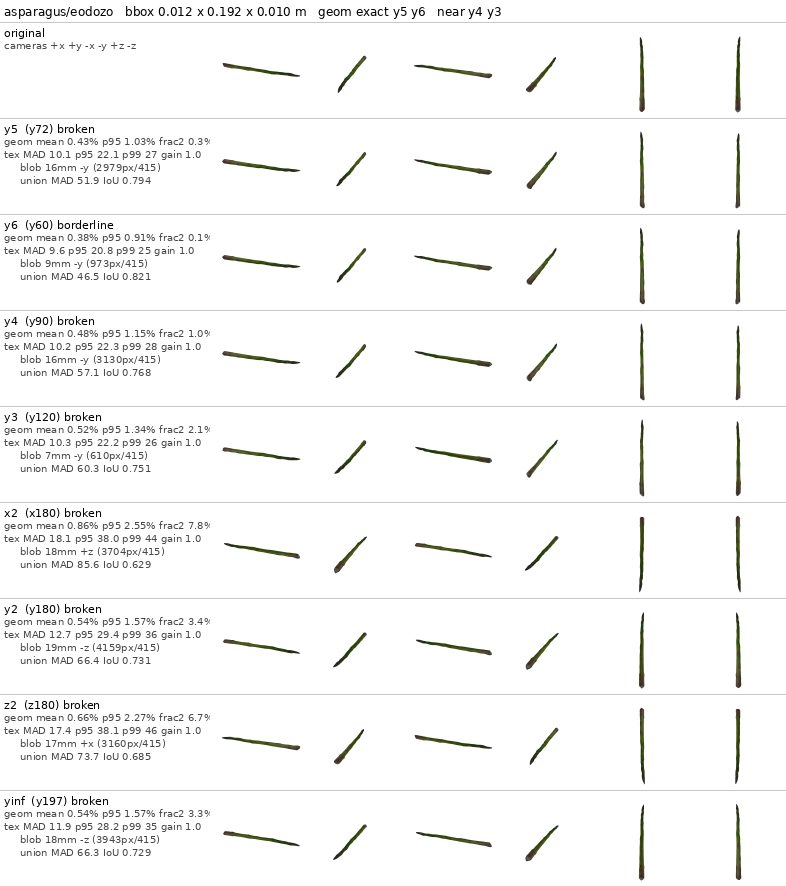 asparagus/eodozo   bbox 0.012 x 0.192 x 0.010 m   geom exact y5 y6   near y4 y3
original
cameras +x +y -x -y +z -z
y5  (y72) broken
geom mean 0.43% p95 1.03% frac2 0.3%
tex MAD 10.1 p95 22.1 p99 27 gain 1.0
blob 16mm -y (2979px/415)
union MAD 51.9 IoU 0.794
y6  (y60) borderline
geom mean 0.38% p95 0.91% frac2 0.1%
tex MAD 9.6 p95 20.8 p99 25 gain 1.0
blob 9mm -y (973px/415)
union MAD 46.5 IoU 0.821
y4  (y90) broken
geom mean 0.48% p95 1.15% frac2 1.0%
tex MAD 10.2 p95 22.3 p99 28 gain 1.0
blob 16mm -y (3130px/415)
union MAD 57.1 IoU 0.768
y3  (y120) broken
geom mean 0.52% p95 1.34% frac2 2.1%
tex MAD 10.3 p95 22.2 p99 26 gain 1.0
blob 7mm -y (610px/415)
union MAD 60.3 IoU 0.751
x2  (x180) broken
geom mean 0.86% p95 2.55% frac2 7.8%
tex MAD 18.1 p95 38.0 p99 44 gain 1.0
blob 18mm +z (3704px/415)
union MAD 85.6 IoU 0.629
y2  (y180) broken
geom mean 0.54% p95 1.57% frac2 3.4%
tex MAD 12.7 p95 29.4 p99 36 gain 1.0
blob 19mm -z (4159px/415)
union MAD 66.4 IoU 0.731
z2  (z180) broken
geom mean 0.66% p95 2.27% frac2 6.7%
tex MAD 17.4 p95 38.1 p99 46 gain 1.0
blob 17mm +x (3160px/415)
union MAD 73.7 IoU 0.685
yinf  (y197) broken
geom mean 0.54% p95 1.57% frac2 3.3%
tex MAD 11.9 p95 28.2 p99 35 gain 1.0
blob 18mm -z (3943px/415)
union MAD 66.3 IoU 0.729